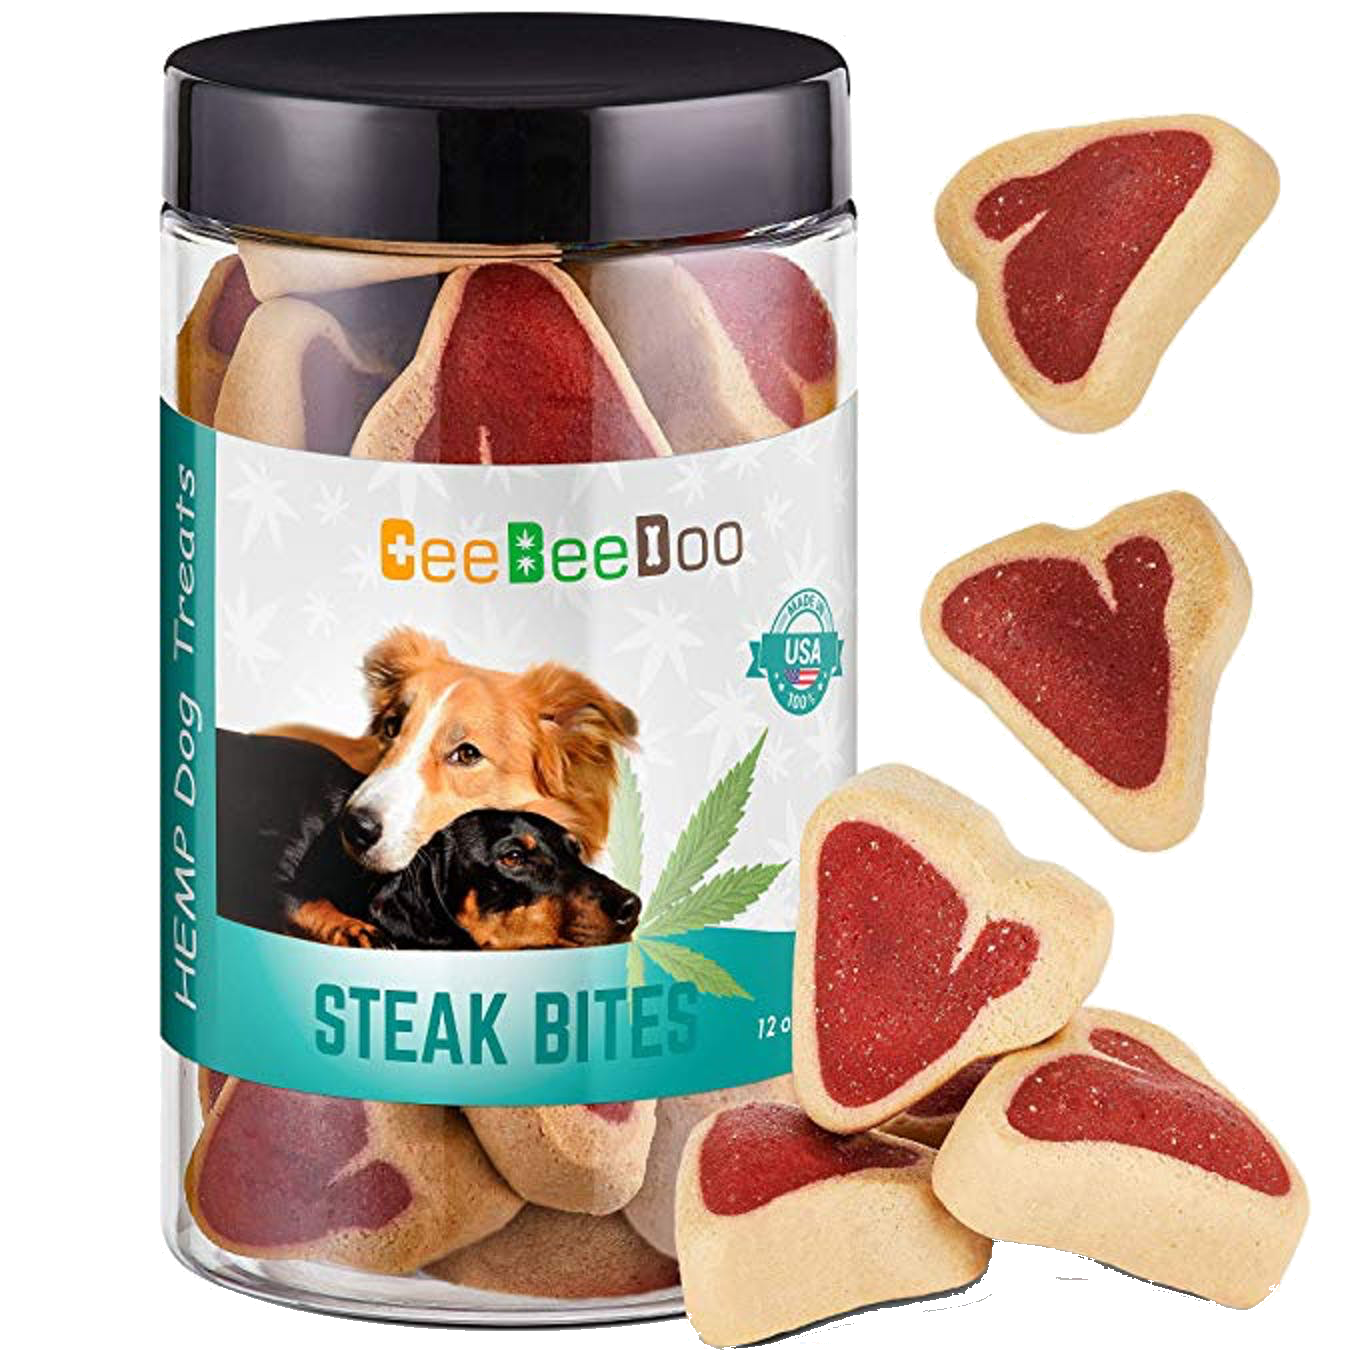 CeeBeeDoo
MADE IN
USA
100%
HEMP Dog Treats
STEAK BITES
12 o